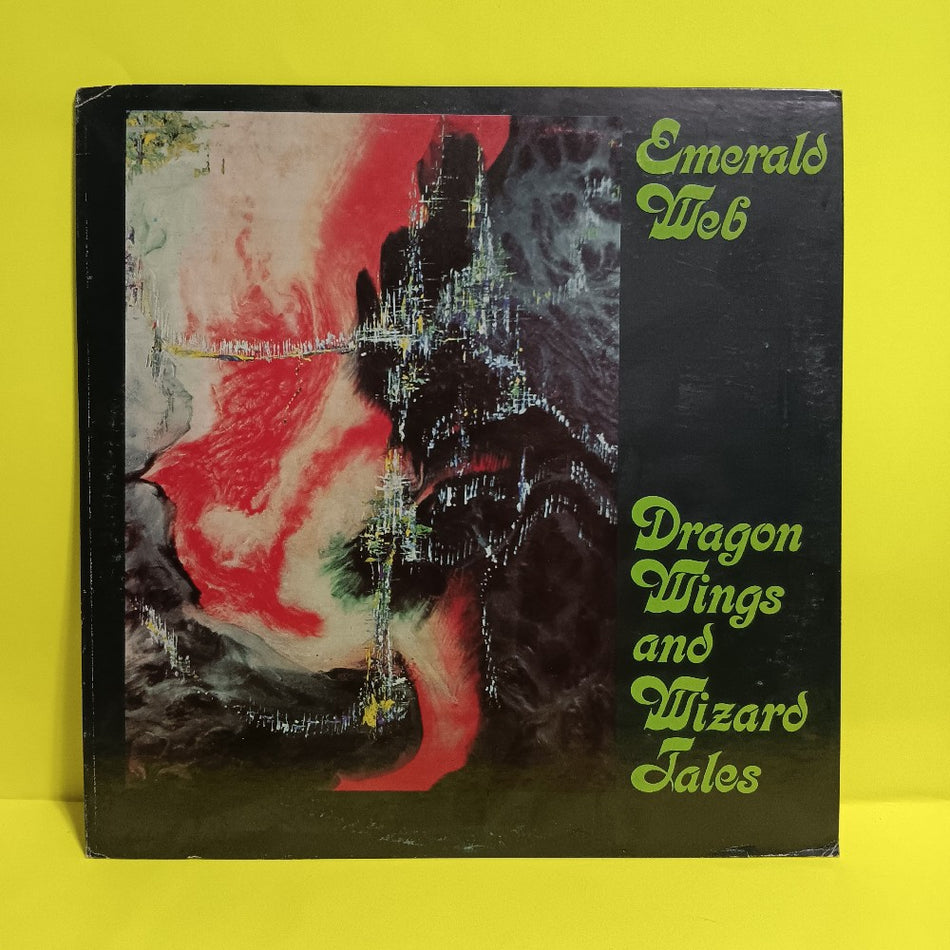 Emerald
Web
Dragon
Wings
and
Wizard
Tales